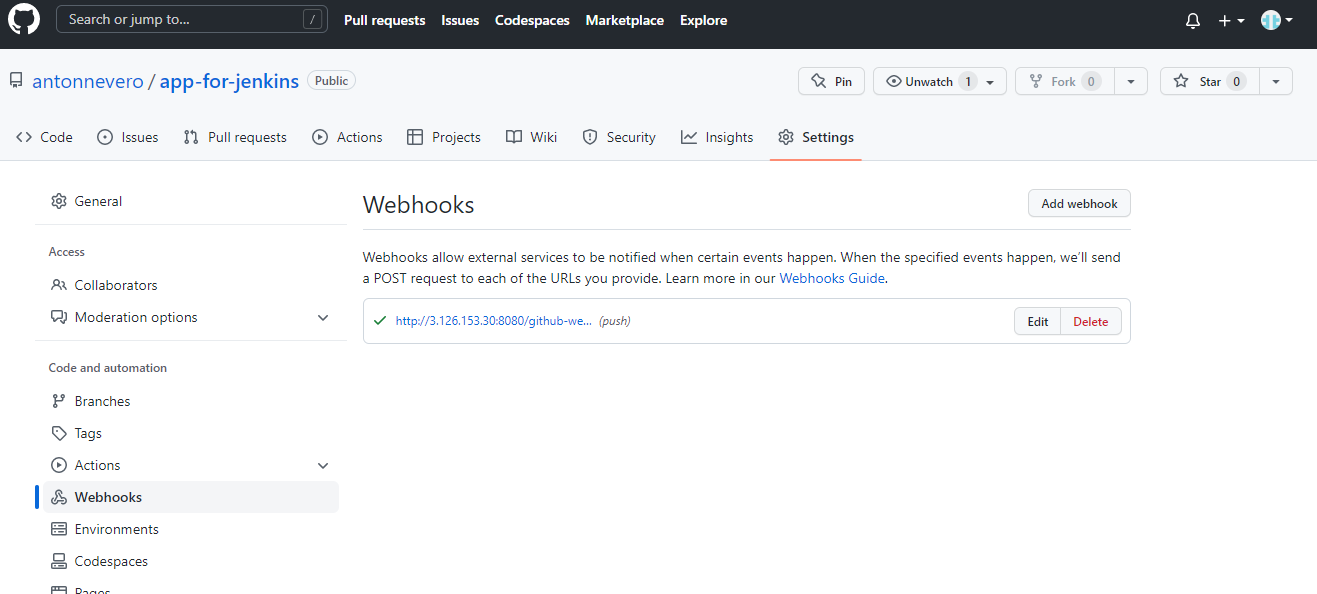 Search or jump to... / Pull requests Issues Codespaces Marketplace Explore
antonnevero / app-for-jenkins Public Pin Unwatch 1 Fork 0 Star 0
Code Issues Pull requests Actions Projects Wiki Security Insights Settings
General
Access
Collaborators
Moderation options
Code and automation
Branches
Tags
Actions
Webhooks
Environments
Codespaces
Pages
Webhooks Add webhook
Webhooks allow external services to be notified when certain events happen. When the specified events happen, we'll send
a POST request to each of the URLs you provide. Learn more in our Webhooks Guide.
http://3.126.153.30:8080/github-we... (push) Edit Delete